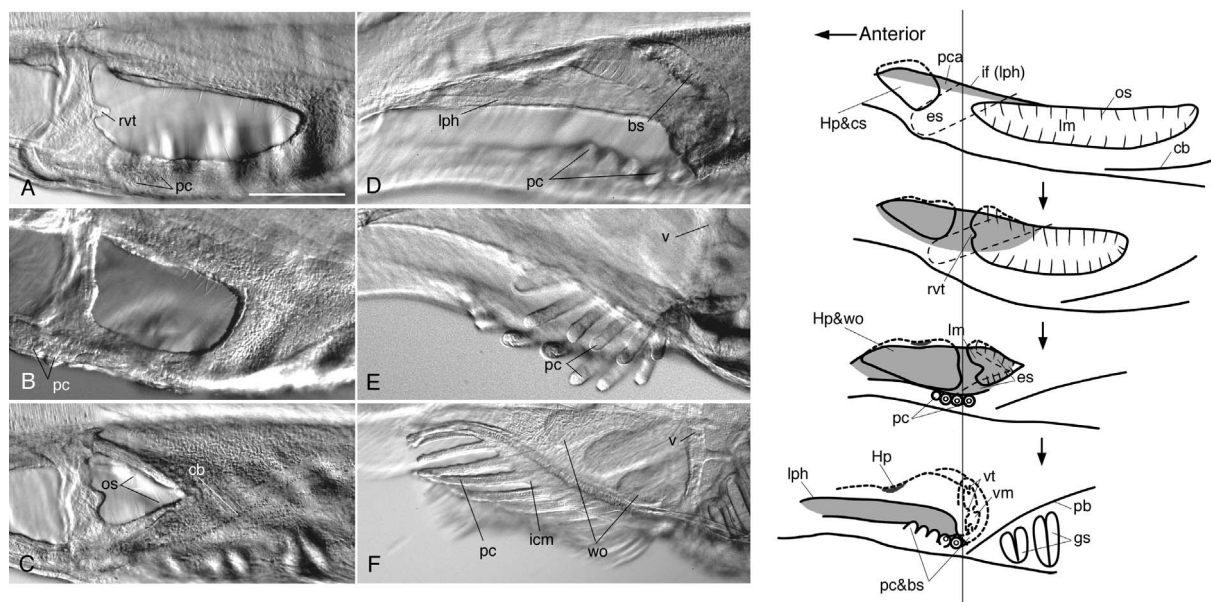 rvt
pc
A
lph
bs
pc
D
pc
B
v
pc
E
os
cb
C
v
pc
icm
wo
F
Anterior
pca
if (lph)
os
es
lm
Hp&cs
cb
rvt
Hp&wo
lm
es
pc
Hp
lph
vt
vm
pb
gs
pc&bs